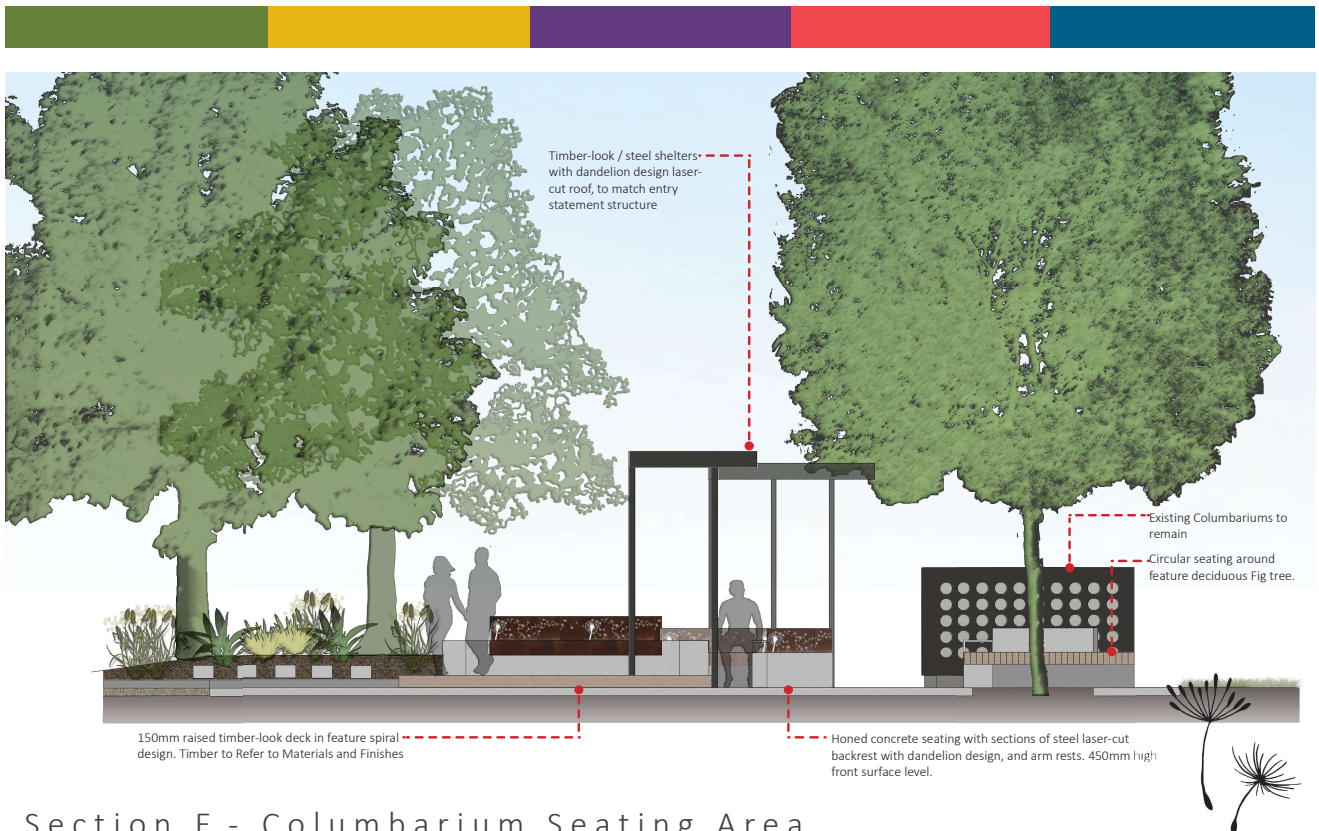 Timber-look / steel shelters
with dandelion design laser-
cut roof, to match entry
statement structure
Existing Columbariums to
remain
Circular seating around
feature deciduous Fig tree.
150mm raised timber-look deck in feature spiral
design. Timber to Refer to Materials and Finishes
Honed concrete seating with sections of steel laser-cut
backrest with dandelion design, and arm rests. 450mm high
front surface level.
Section E - Columbarium Seating Area